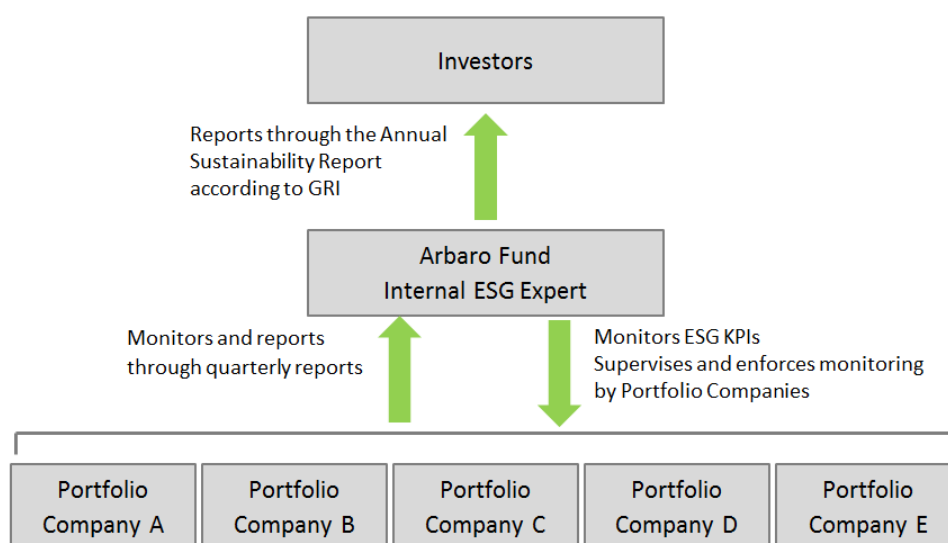 Investors
Reports through the Annual
Sustainability Report
according to GRI
Arbaro Fund
Internal ESG Expert
Monitors and reports
through quarterly reports
Monitors ESG KPIs
Supervises and enforces monitoring
by Portfolio Companies
Portfolio
Company A
Portfolio
Company B
Portfolio
Company C
Portfolio
Company D
Portfolio
Company E